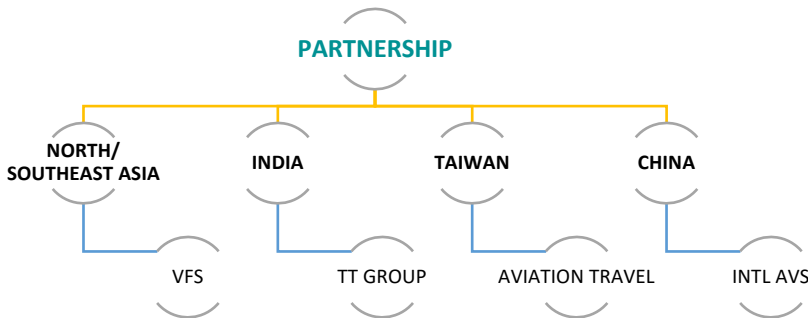 PARTNERSHIP
NORTH/
SOUTHEAST ASIA
INDIA
TAIWAN
CHINA
VFS
TT GROUP
AVIATION TRAVEL
INTL AVS